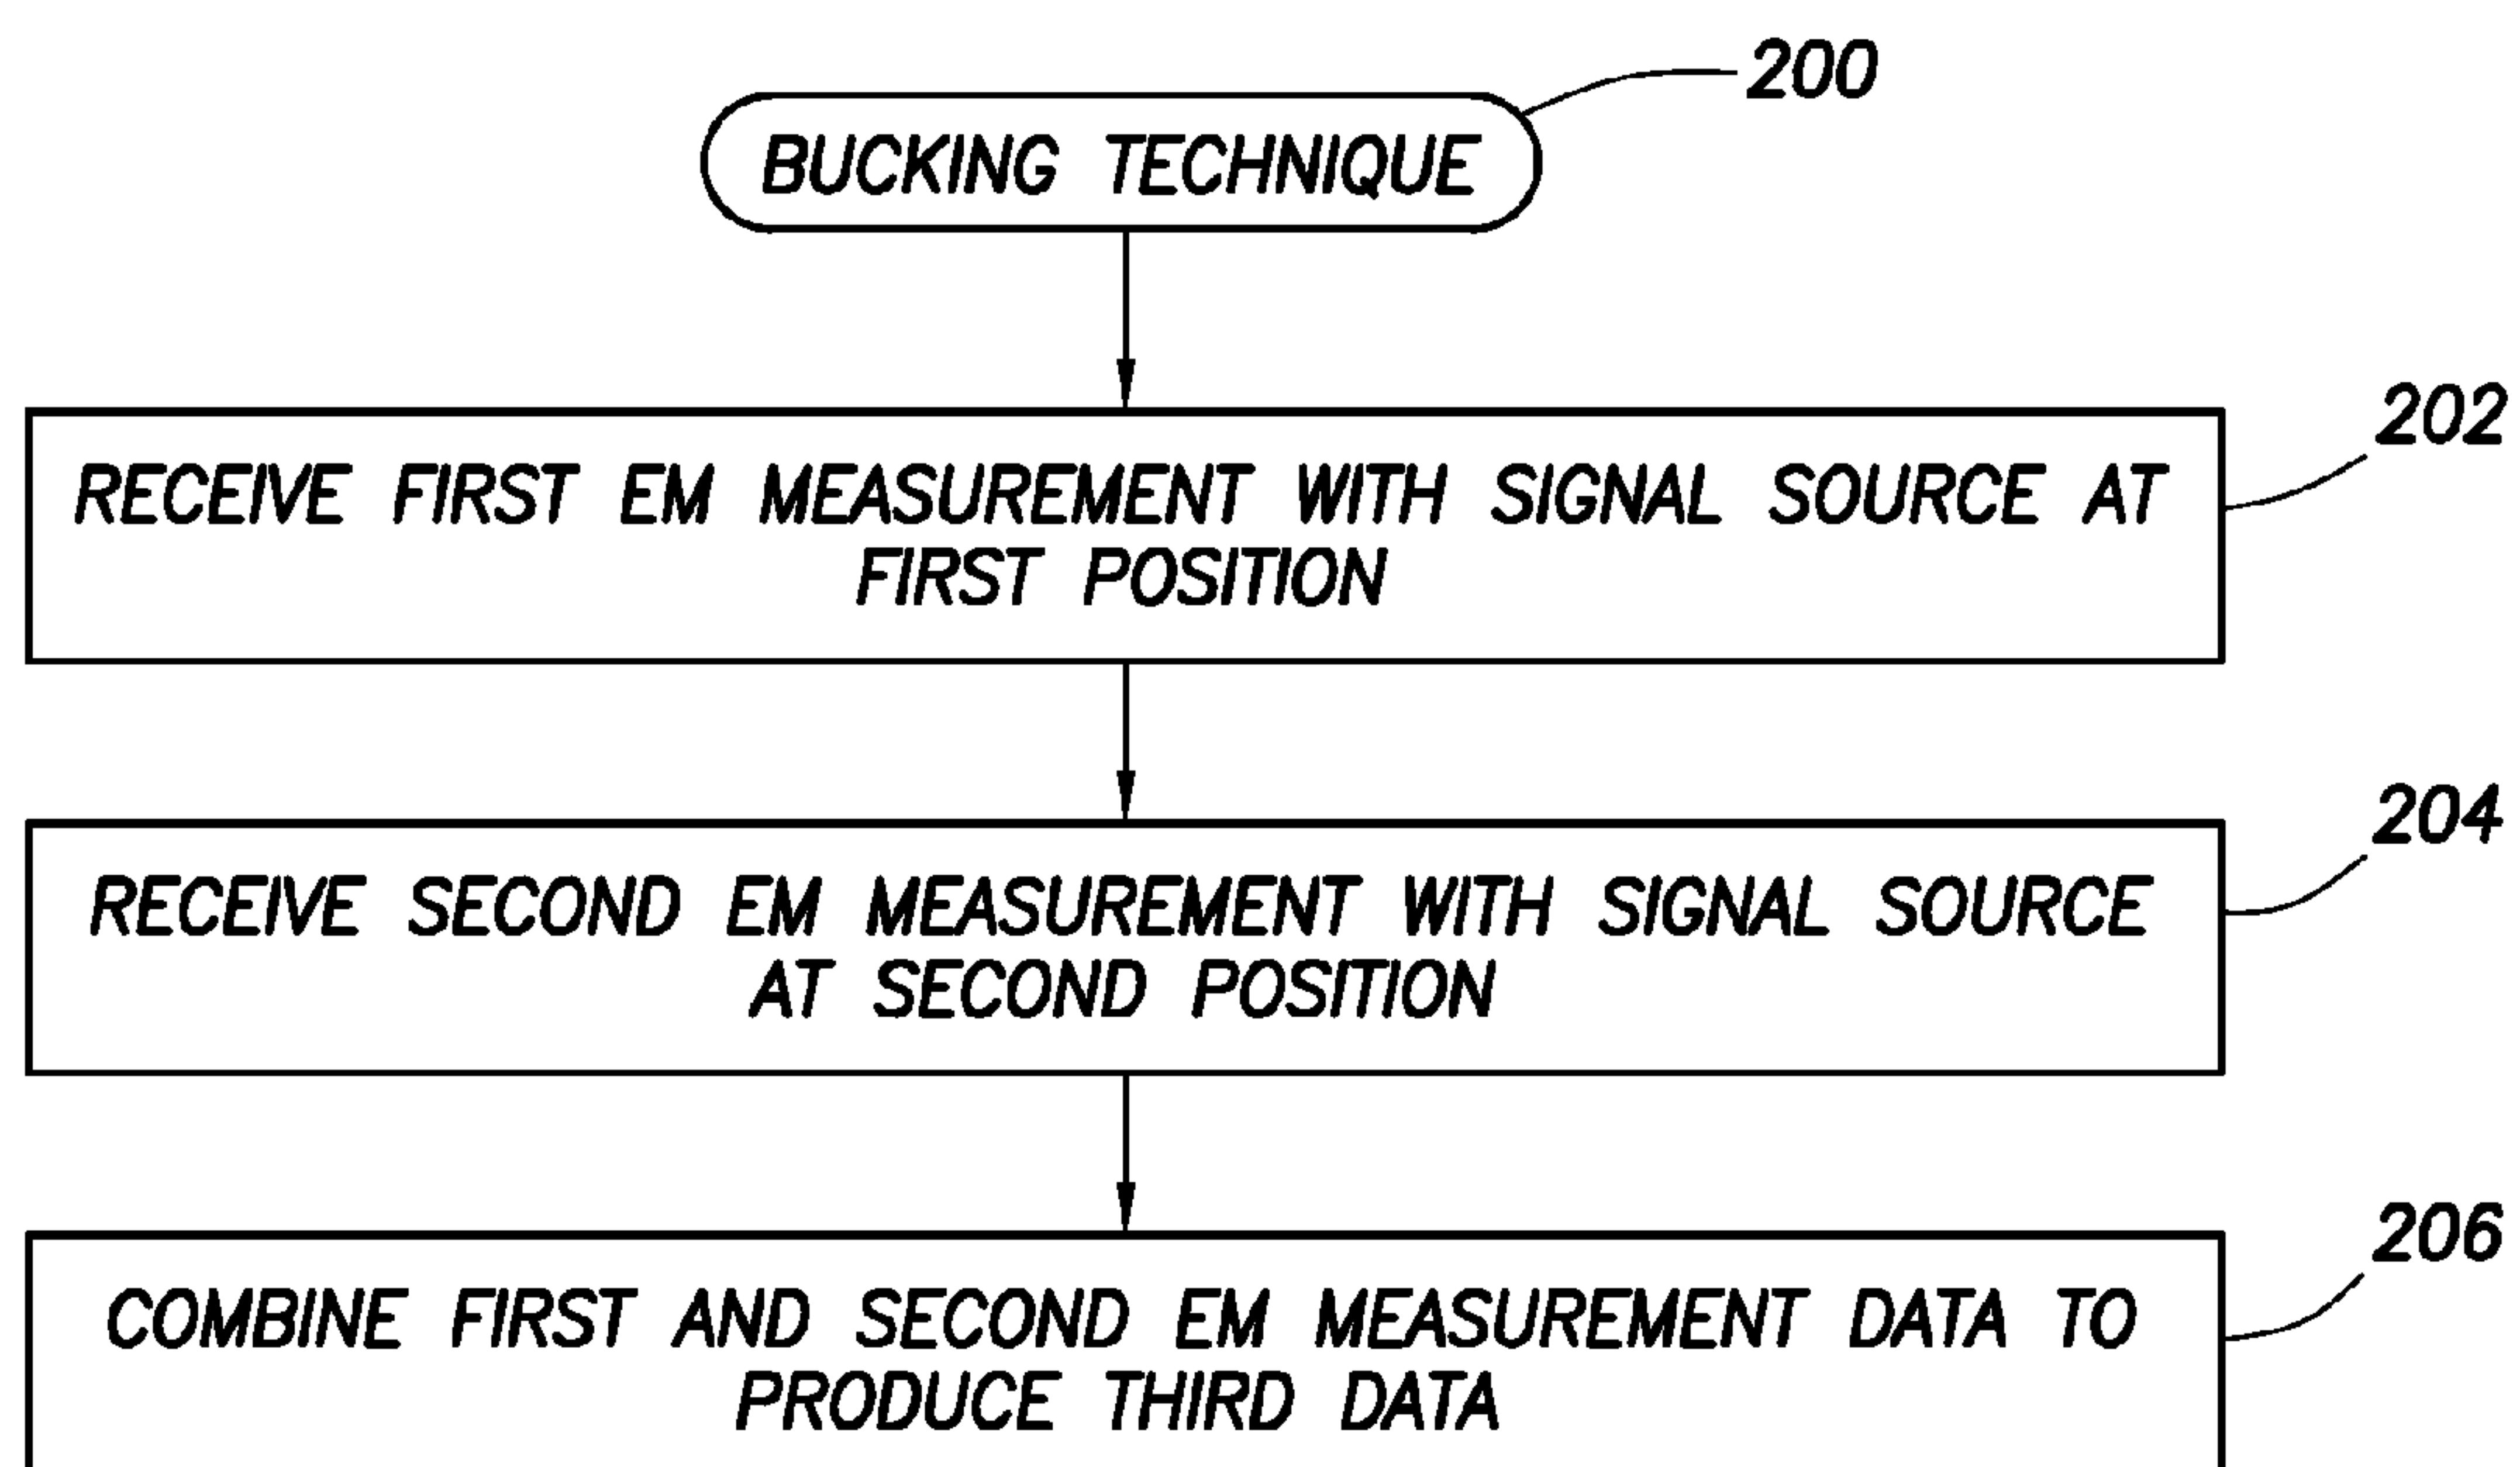 200
BUCKING TECHNIQUE
202
RECEIVE FIRST EM MEASUREMENT WITH SIGNAL SOURCE AT
FIRST POSITION
204
RECEIVE SECOND EM MEASUREMENT WITH SIGNAL SOURCE
AT SECOND POSITION
206
COMBINE FIRST AND SECOND EM MEASUREMENT DATA TO
PRODUCE THIRD DATA